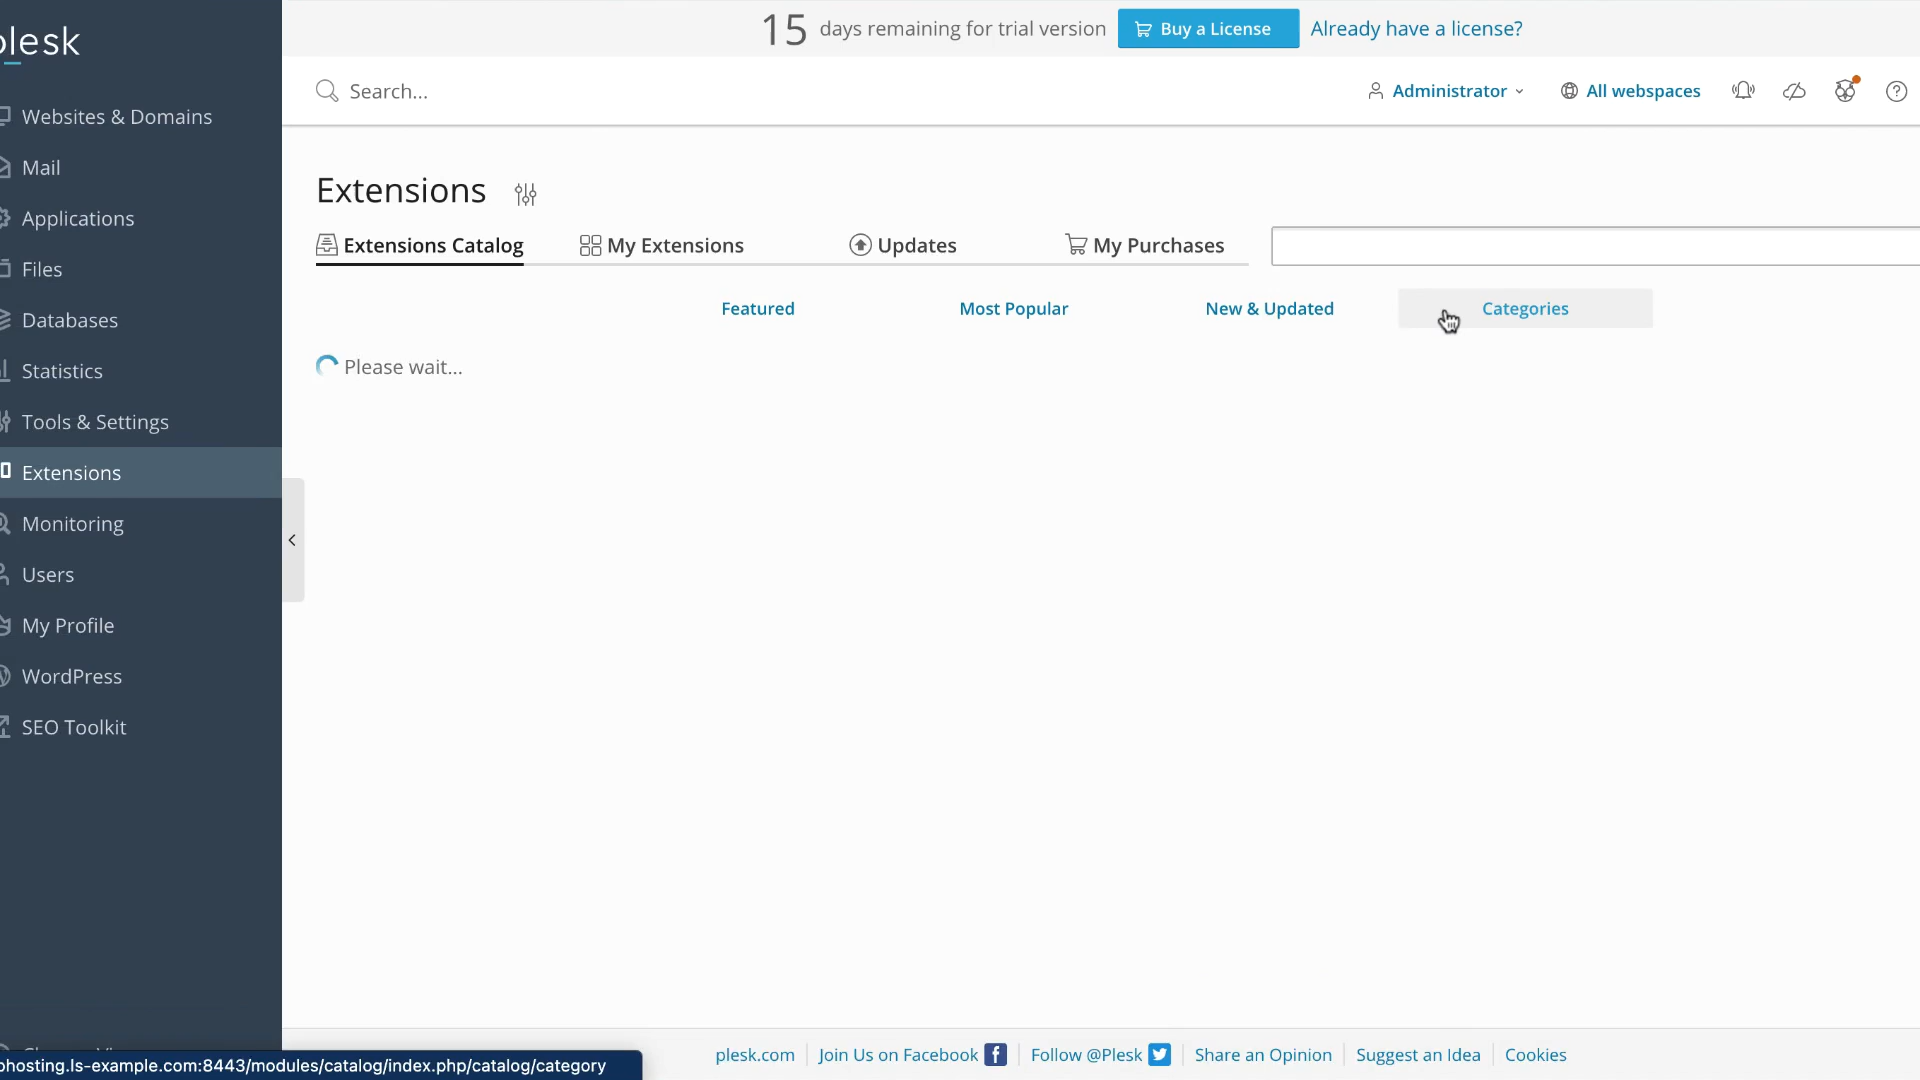 plesk
15 days remaining for trial version Buy a License Already have a license?
Search...
Administrator
All webspaces
Websites & Domains
Mail
Applications
Files
Databases
Statistics
Tools & Settings
Extensions
Monitoring
Users
My Profile
WordPress
SEO Toolkit
Extensions
Extensions Catalog
My Extensions
Updates
My Purchases
Featured
Most Popular
New & Updated
Categories
Please wait...
plesk.com
Join Us on Facebook
Follow @Plesk
Share an Opinion
Suggest an Idea
Cookies
ohosting.ls-example.com:8443/modules/catalog/index.php/catalog/category